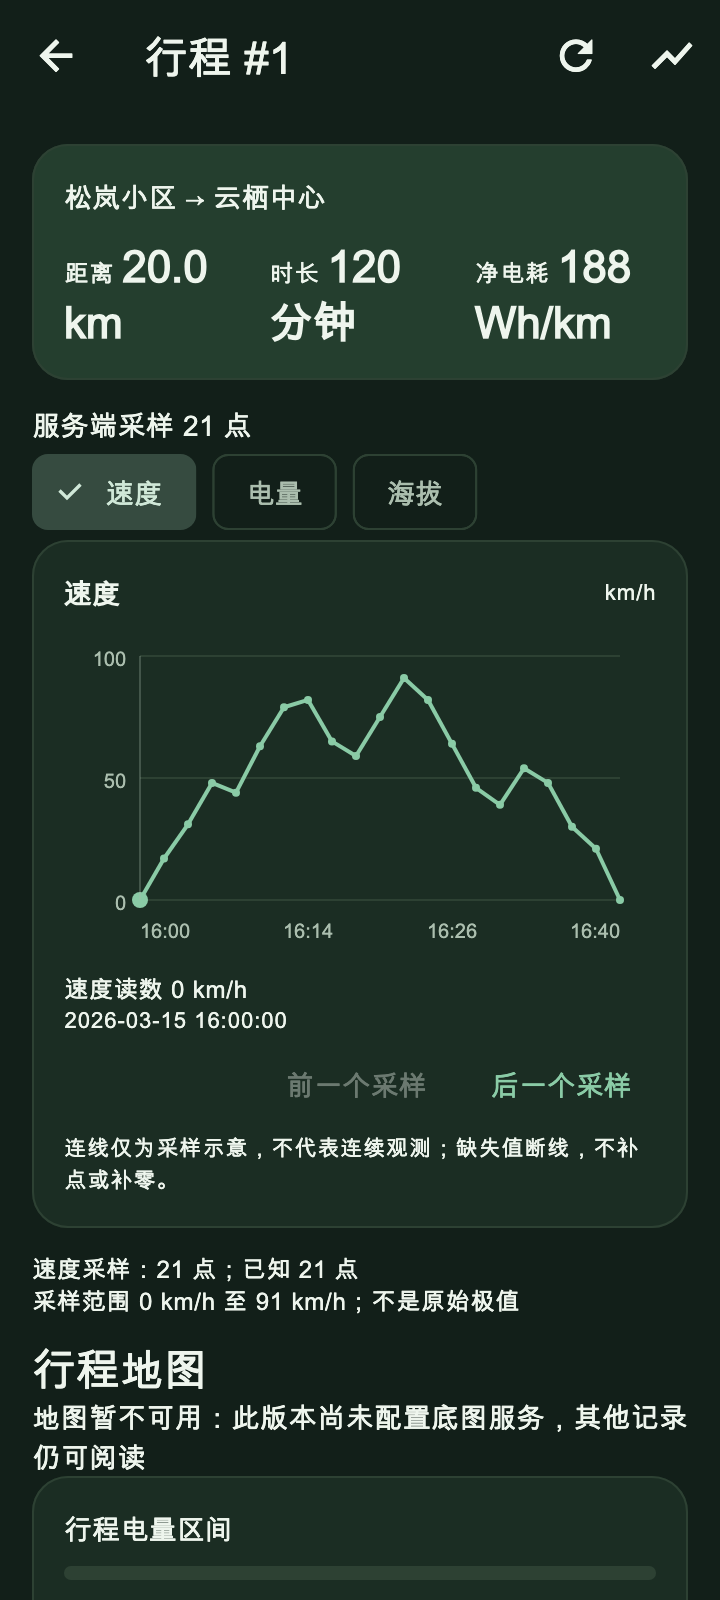 行程 #1
松岚小区 → 云栖中心
距离 20.0 km
时长 120 分钟
净电耗 188 Wh/km
服务端采样 21 点
速度
电量
海拔
速度
km/h
100
50
0
16:00
16:14
16:26
16:40
速度读数 0 km/h
2026-03-15 16:00:00
前一个采样
后一个采样
连线仅为采样示意，不代表连续观测；缺失值断线，不补
点或补零。
速度采样：21 点；已知 21 点
采样范围 0 km/h 至 91 km/h；不是原始极值
行程地图
地图暂不可用：此版本尚未配置底图服务，其他记录
仍可阅读
行程电量区间